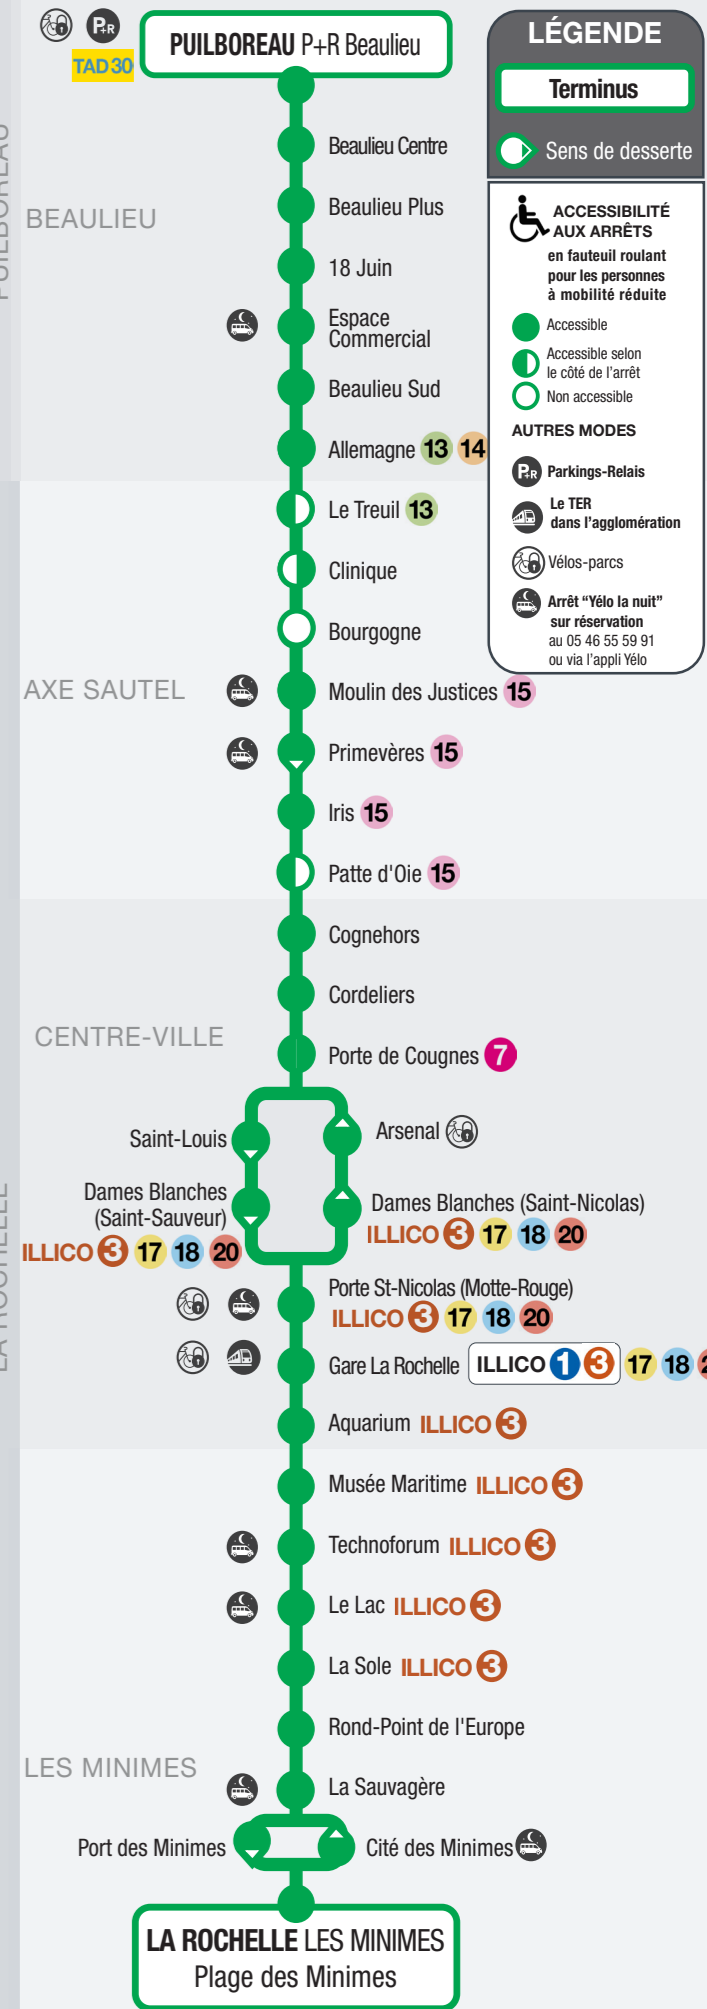 P+R
TAD 30
PUILBOREAU P+R Beaulieu
PUILBOREAU
BEAULIEU
Beaulieu Centre
Beaulieu Plus
18 Juin
Espace
Commercial
Beaulieu Sud
Allemagne 13 14
LÉGENDE
Terminus
Sens de desserte
ACCESSIBILITÉ
AUX ARRÊTS
en fauteuil roulant
pour les personnes
à mobilité réduite
Accessible
Accessible selon
le côté de l'arrêt
Non accessible
AUTRES MODES
P+R Parkings-Relais
Le TER
dans l'agglomération
Vélos-parcs
Arrêt "Yélo la nuit"
sur réservation
au 05 46 55 59 91
ou via l'appli Yélo
LA ROCHELLE
AXE SAUTEL
Le Treuil 13
Clinique
Bourgogne
Moulin des Justices 15
Primevères 15
Iris 15
Patte d'Oie 15
CENTRE-VILLE
Cognehors
Cordeliers
Porte de Cougnes 7
Saint-Louis
Arsenal
Dames Blanches
(Saint-Sauveur)
ILLICO 3 17 18 20
Dames Blanches (Saint-Nicolas)
ILLICO 3 17 18 20
Porte St-Nicolas (Motte-Rouge)
ILLICO 3 17 18 20
Gare La Rochelle ILLICO 1 3 17 18
Aquarium ILLICO 3
LES MINIMES
Musée Maritime ILLICO 3
Technoforum ILLICO 3
Le Lac ILLICO 3
La Sole ILLICO 3
Rond-Point de l'Europe
La Sauvagère
Port des Minimes
Cité des Minimes
LA ROCHELLE LES MINIMES
Plage des Minimes